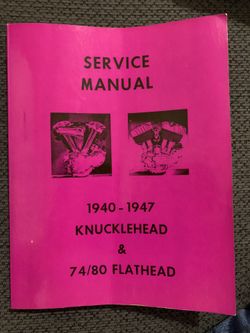 SERVICE
MANUAL
1940-1947
KNUCKLEHEAD
&
74/80 FLATHEAD